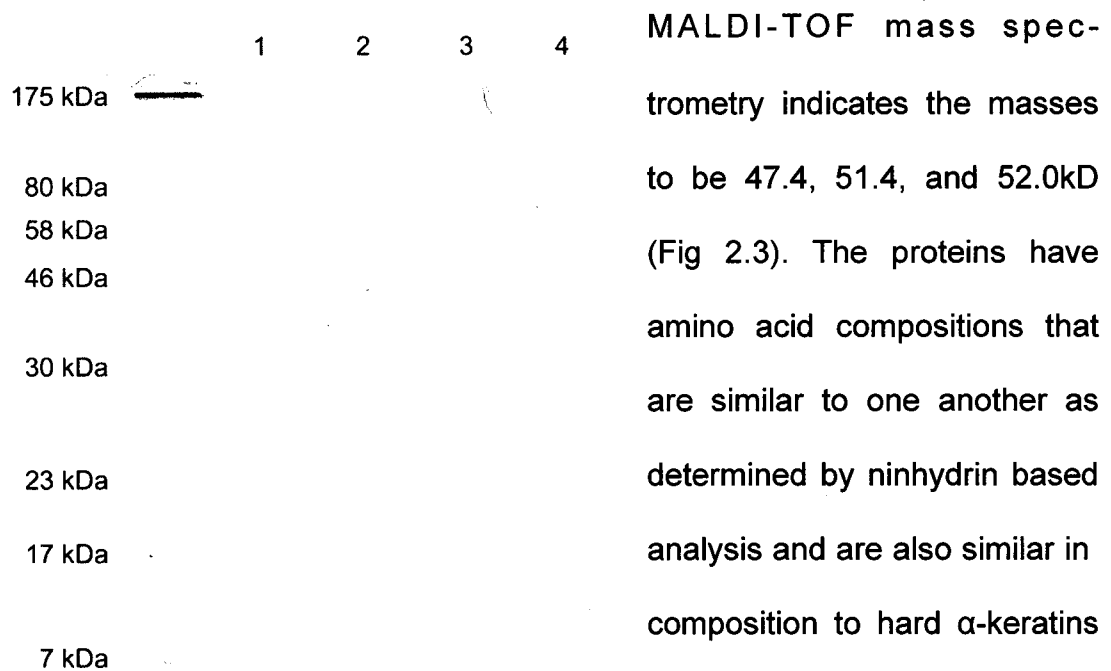 1 2 3 4
175 kDa
80 kDa
58 kDa
46 kDa
30 kDa
23 kDa
17 kDa
7 kDa
MALDI-TOF mass spec-
trometry indicates the masses
to be 47.4, 51.4, and 52.0kD
(Fig 2.3). The proteins have
amino acid compositions that
are similar to one another as
determined by ninhydrin based
analysis and are also similar in
composition to hard α-keratins